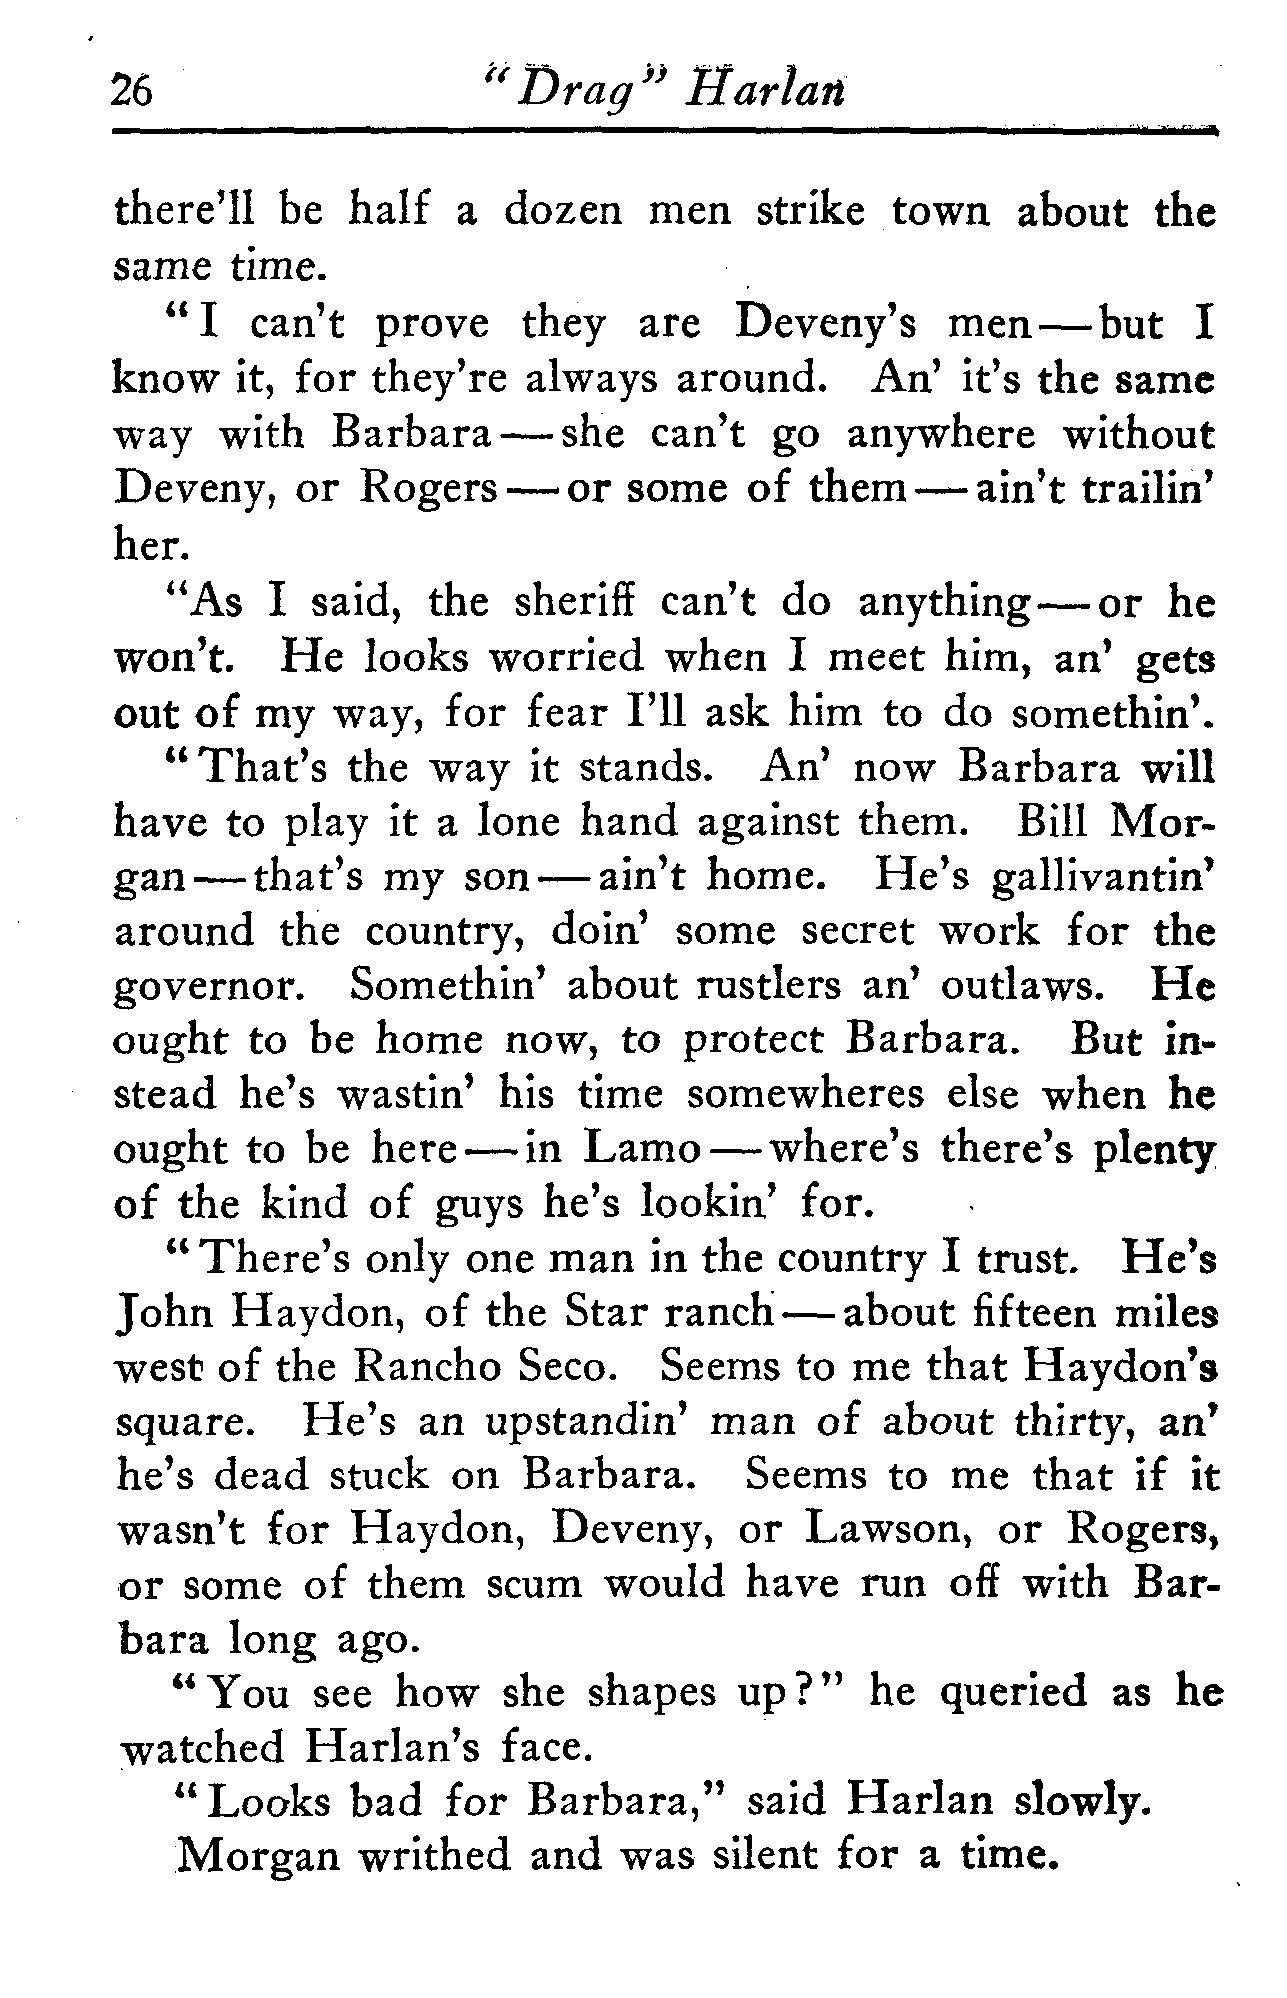 26 "Drag" Harlan
there'll be half a dozen men strike town about the
same time.
"I can't prove they are Deveny's men—but I
know it, for they're always around. An' it's the same
way with Barbara—she can't go anywhere without
Deveny, or Rogers—or some of them—ain't trailin'
her.
"As I said, the sheriff can't do anything—or he
won't. He looks worried when I meet him, an' gets
out of my way, for fear I'll ask him to do somethin'.
"That's the way it stands. An' now Barbara will
have to play it a lone hand against them. Bill Mor-
gan—that's my son—ain't home. He's gallivantin'
around the country, doin' some secret work for the
governor. Somethin' about rustlers an' outlaws. He
ought to be home now, to protect Barbara. But in-
stead he's wastin' his time somewheres else when he
ought to be here—in Lamo—where's there's plenty
of the kind of guys he's lookin' for.
"There's only one man in the country I trust. He's
John Haydon, of the Star ranch—about fifteen miles
west of the Rancho Seco. Seems to me that Haydon's
square. He's an upstandin' man of about thirty, an'
he's dead stuck on Barbara. Seems to me that if it
wasn't for Haydon, Deveny, or Lawson, or Rogers,
or some of them scum would have run off with Bar-
bara long ago.
"You see how she shapes up?" he queried as he
watched Harlan's face.
"Looks bad for Barbara," said Harlan slowly.
Morgan writhed and was silent for a time.